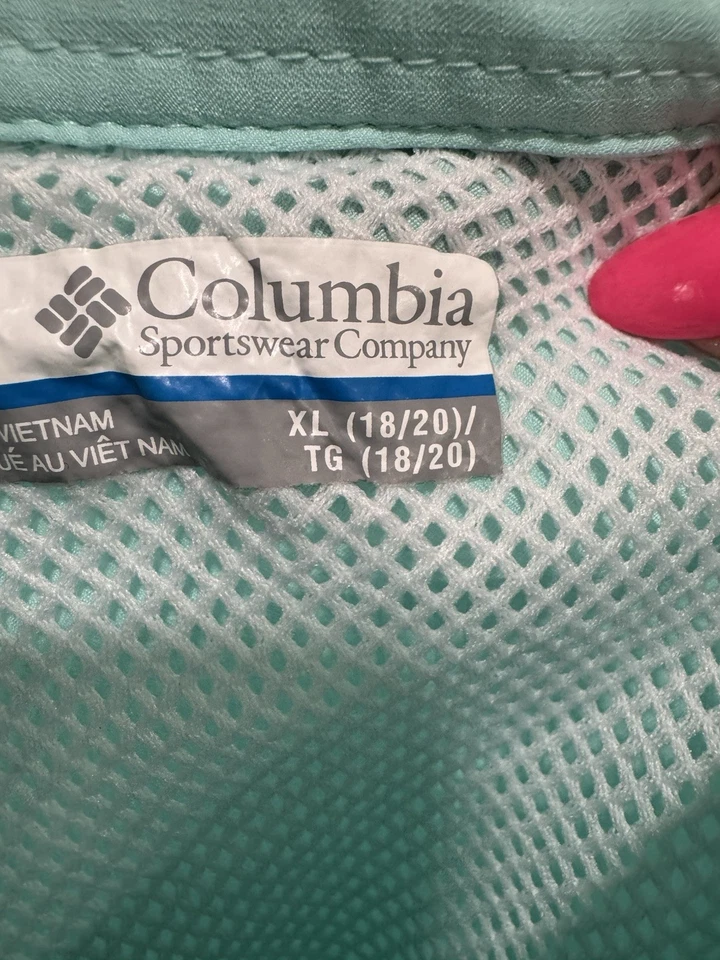 Columbia
Sportswear Company
VIETNAM
AU VIÊT NAM
XL (18/20)/
TG (18/20)